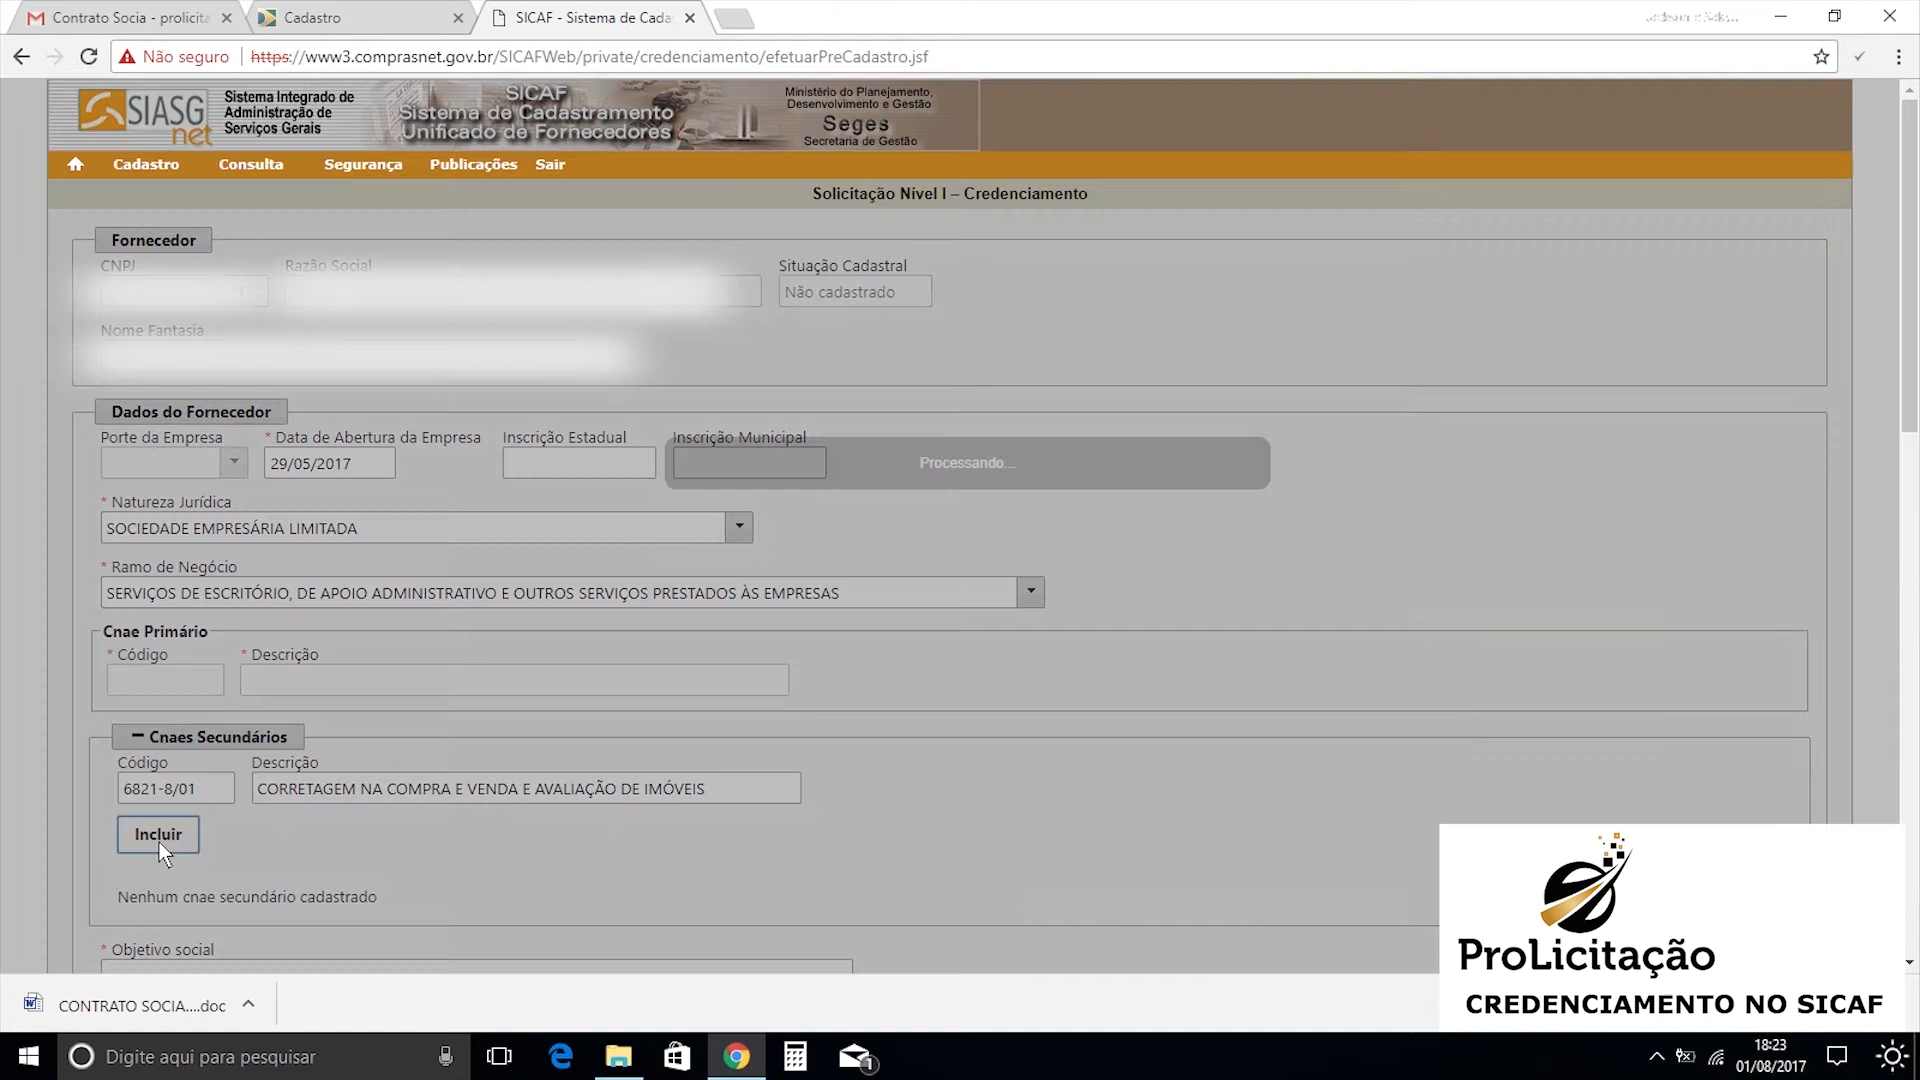 Contrato Socia - prolicita
Cadastro
SICAF - Sistema de Cada
Não seguro
https://www3.comprasnet.gov.br/SICAFWeb/private/credenciamento/efetuarPreCadastro.jsf
SIASG
net
Sistema Integrado de
Administração de
Serviços Gerais
SICAF
Sistema de Cadastramento
Unificado de Fornecedores
Ministério do Planejamento,
Desenvolvimento e Gestão
Seges
Secretaria de Gestão
Cadastro Consulta Segurança Publicações Sair
Solicitação Nível I – Credenciamento
Fornecedor
CNPJ Razão Social Situação Cadastral
Não cadastrado
Nome Fantasia
Dados do Fornecedor
Porte da Empresa * Data de Abertura da Empresa Inscrição Estadual Inscrição Municipal
29/05/2017 Processando...
* Natureza Jurídica
SOCIEDADE EMPRESÁRIA LIMITADA
* Ramo de Negócio
SERVIÇOS DE ESCRITÓRIO, DE APOIO ADMINISTRATIVO E OUTROS SERVIÇOS PRESTADOS ÀS EMPRESAS
Cnae Primário
* Código * Descrição
Cnaes Secundários
Código Descrição
6821-8/01 CORRETAGEM NA COMPRA E VENDA E AVALIAÇÃO DE IMÓVEIS
Incluir
Nenhum cnae secundário cadastrado
* Objetivo social
ProLicitação
CREDENCIAMENTO NO SICAF
CONTRATO SOCIA....doc
Digite aqui para pesquisar
1
18:23
01/08/2017